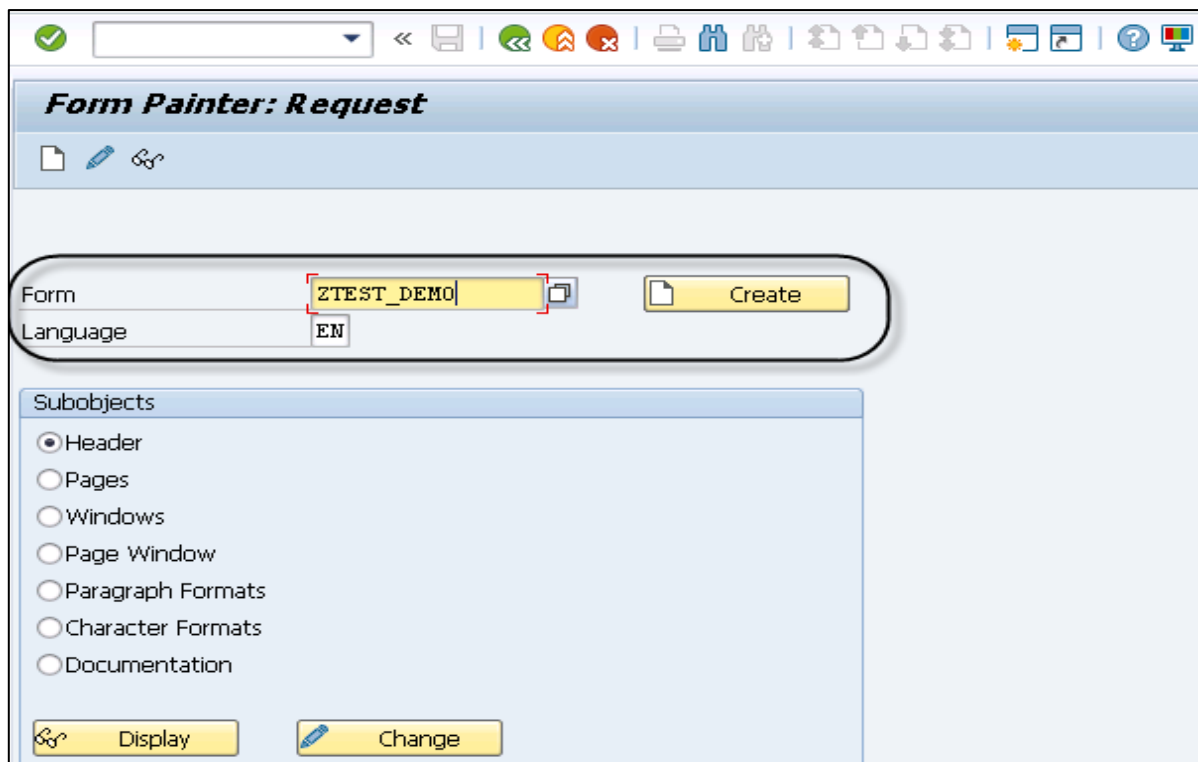 Form Painter: Request
Form ZTEST_DEMO Create
Language EN
Subobjects
Header
Pages
Windows
Page Window
Paragraph Formats
Character Formats
Documentation
Display Change